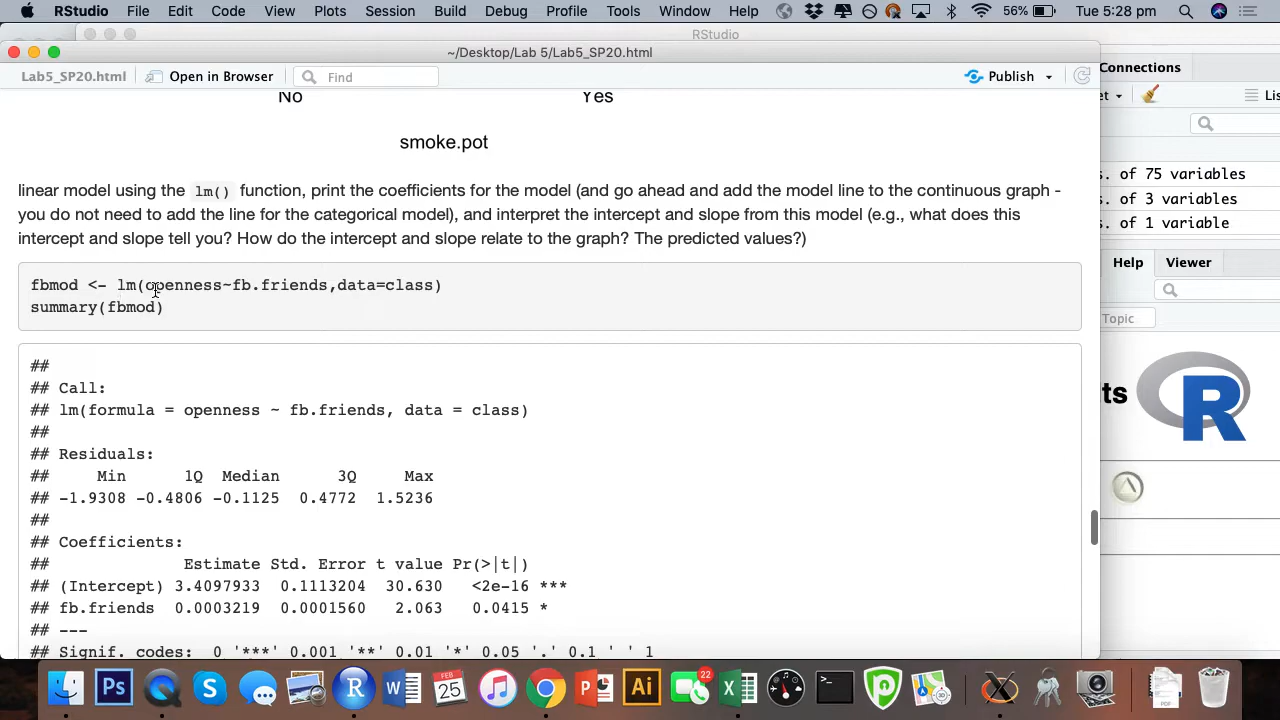 RStudio File Edit Code View Plots Session Build Debug Profile Tools Window Help 56% Tue 5:28 pm
RStudio
~/Desktop/Lab 5/Lab5_SP20.html
Lab5_SP20.html Open in Browser Find Publish
Connections
No Yes
et Lis
smoke.pot
s. of 75 variables
linear model using the lm() function, print the coefficients for the model (and go ahead and add the model line to the continuous graph -
s. of 3 variables
you do not need to add the line for the categorical model), and interpret the intercept and slope from this model (e.g., what does this
s. of 1 variable
intercept and slope tell you? How do the intercept and slope relate to the graph? The predicted values?)
Help Viewer
fbmod <- lm(openness~fb.friends,data=class)
summary(fbmod)
Topic
##
## Call:
## lm(formula = openness ~ fb.friends, data = class)
ts R
##
## Residuals:
## Min 1Q Median 3Q Max
## -1.9308 -0.4806 -0.1125 0.4772 1.5236
##
## Coefficients:
## Estimate Std. Error t value Pr(>|t|)
## (Intercept) 3.4097933 0.1113204 30.630 <2e-16 ***
## fb.friends 0.0003219 0.0001560 2.063 0.0415 *
## ---
## Signif. codes: 0 '***' 0.001 '**' 0.01 '*' 0.05 '.' 0.1 ' ' 1
Ps S R W FEB 25 P Ai 22 X >_ P PDF